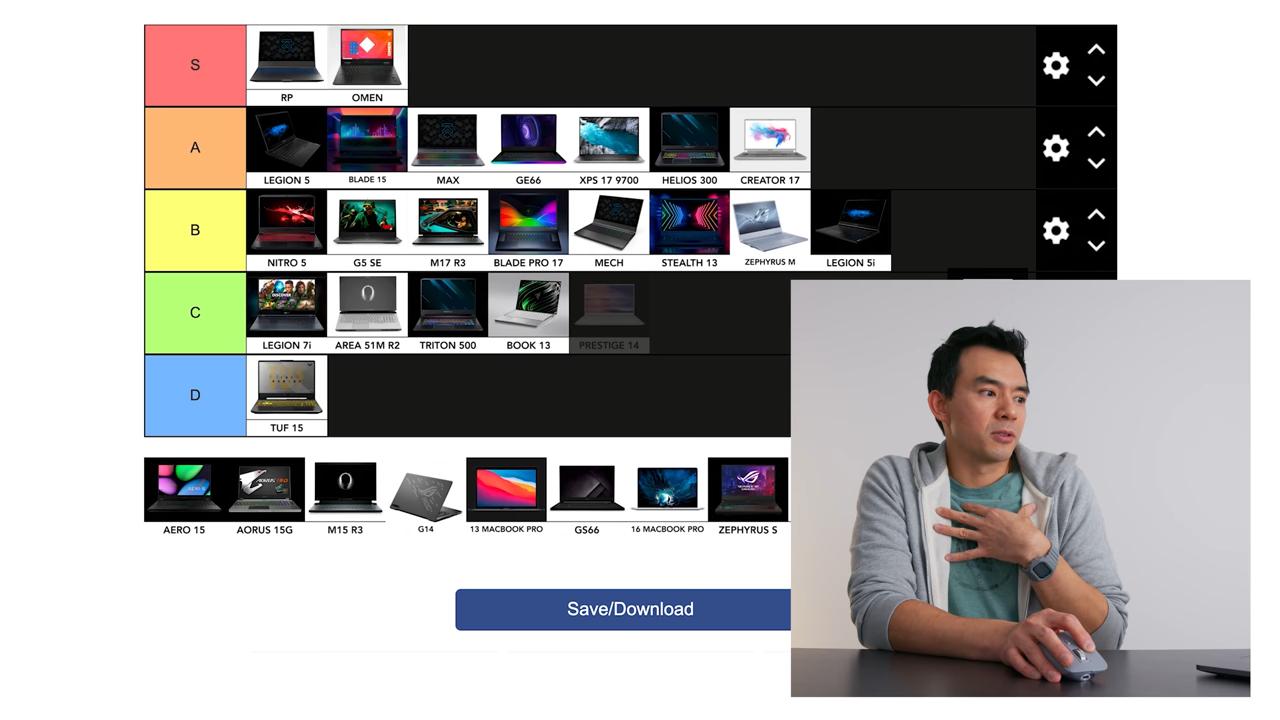 S
RP OMEN
A
LEGION 5 BLADE 15 MAX GE66 XPS 17 9700 HELIOS 300 CREATOR 17
B
NITRO 5 G5 SE M17 R3 BLADE PRO 17 MECH STEALTH 13 ZEPHYRUS M LEGION 5i
C
DISCOVER
LEGION 7i AREA 51M R2 TRITON 500 BOOK 13 PRESTIGE 14
D
TUF 15
AERO 15 AORUS 15G M15 R3 G14 13 MACBOOK PRO GS66 16 MACBOOK PRO ZEPHYRUS S
Save/Download